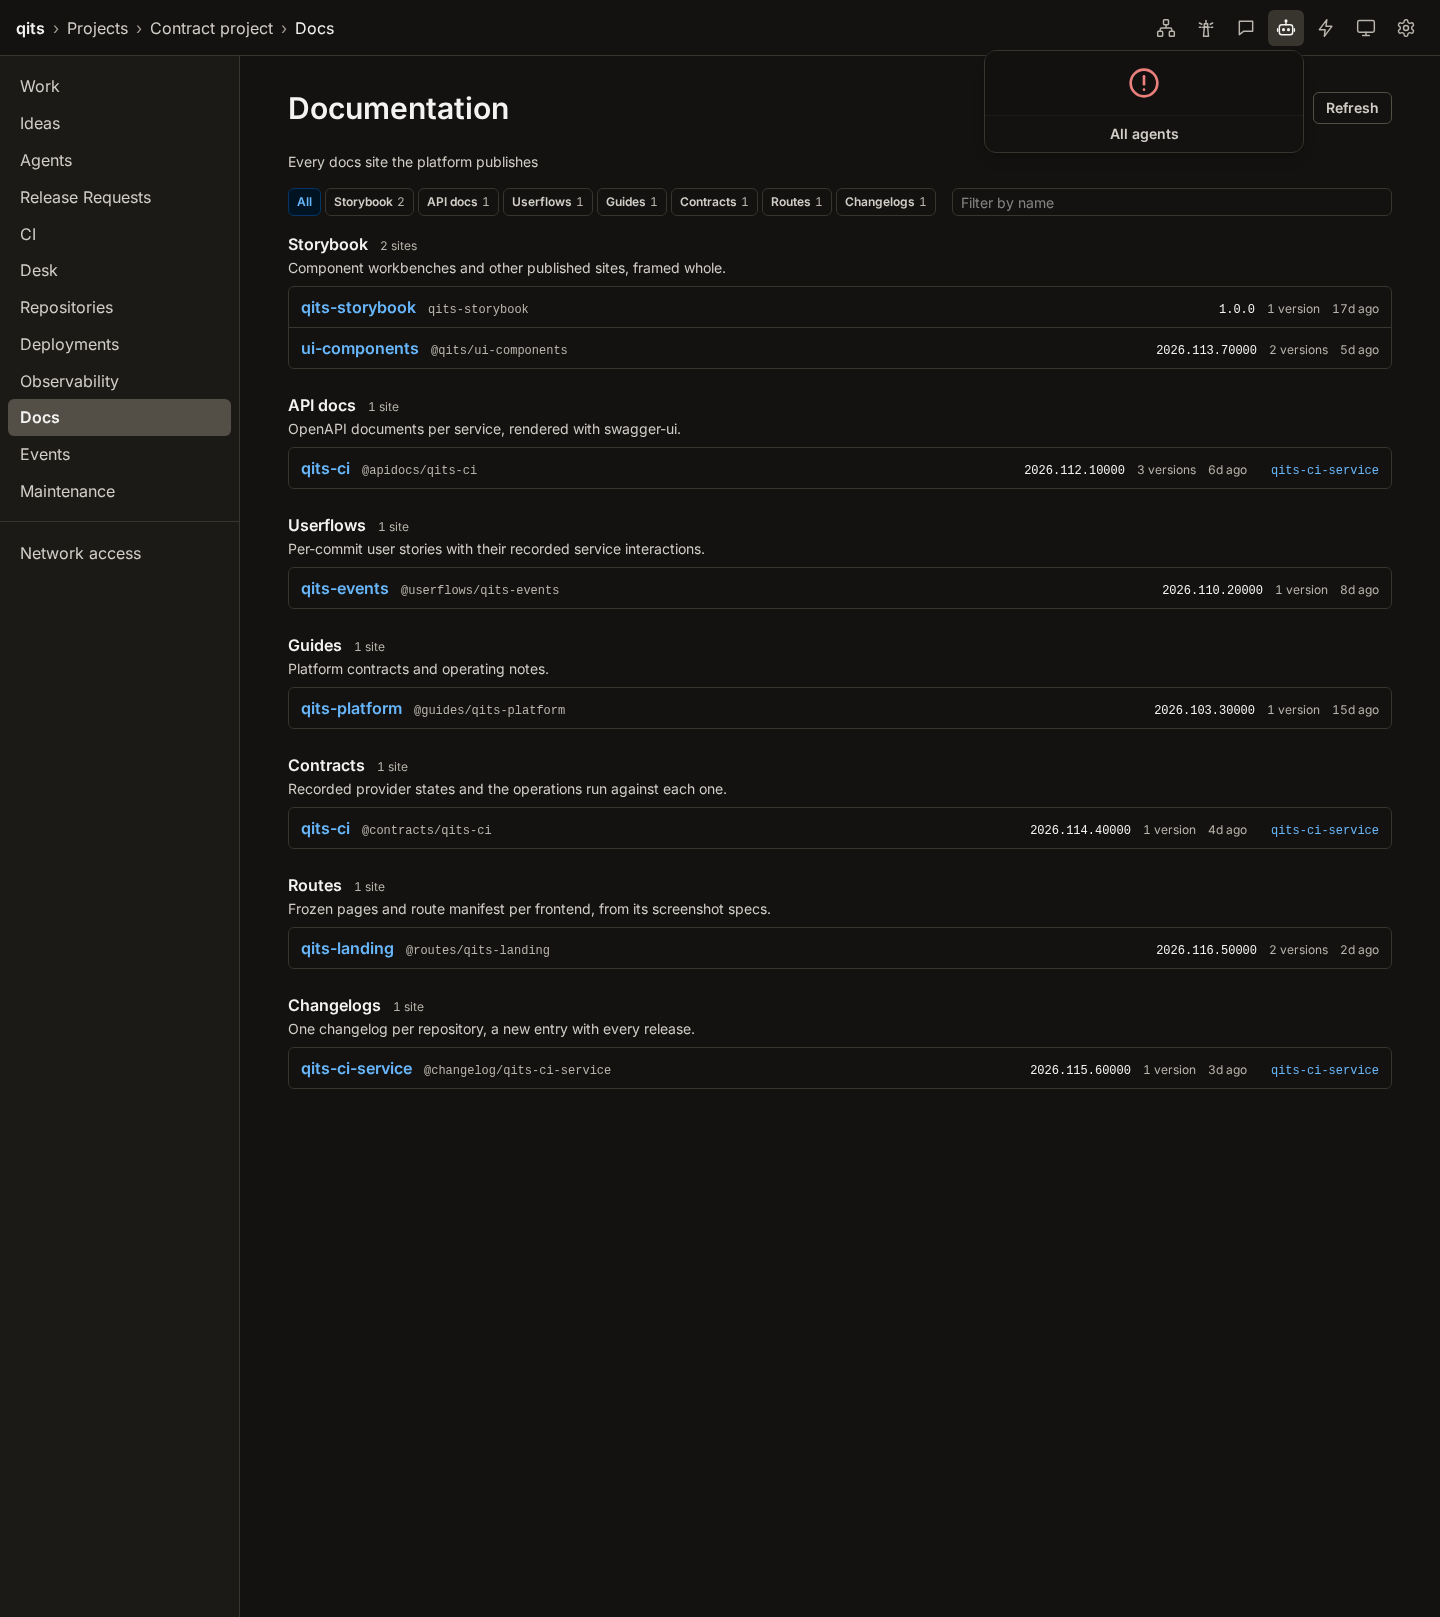 qits › Projects › Contract project › Docs
Work
Ideas
Agents
Release Requests
CI
Desk
Repositories
Deployments
Observability
Docs
Events
Maintenance
Network access
All agents
Documentation
Refresh
Every docs site the platform publishes
All
Storybook 2
API docs 1
Userflows 1
Guides 1
Contracts 1
Routes 1
Changelogs 1
Filter by name
Storybook 2 sites
Component workbenches and other published sites, framed whole.
qits-storybook qits-storybook 1.0.0 1 version 17d ago
ui-components @qits/ui-components 2026.113.70000 2 versions 5d ago
API docs 1 site
OpenAPI documents per service, rendered with swagger-ui.
qits-ci @apidocs/qits-ci 2026.112.10000 3 versions 6d ago qits-ci-service
Userflows 1 site
Per-commit user stories with their recorded service interactions.
qits-events @userflows/qits-events 2026.110.20000 1 version 8d ago
Guides 1 site
Platform contracts and operating notes.
qits-platform @guides/qits-platform 2026.103.30000 1 version 15d ago
Contracts 1 site
Recorded provider states and the operations run against each one.
qits-ci @contracts/qits-ci 2026.114.40000 1 version 4d ago qits-ci-service
Routes 1 site
Frozen pages and route manifest per frontend, from its screenshot specs.
qits-landing @routes/qits-landing 2026.116.50000 2 versions 2d ago
Changelogs 1 site
One changelog per repository, a new entry with every release.
qits-ci-service @changelog/qits-ci-service 2026.115.60000 1 version 3d ago qits-ci-service